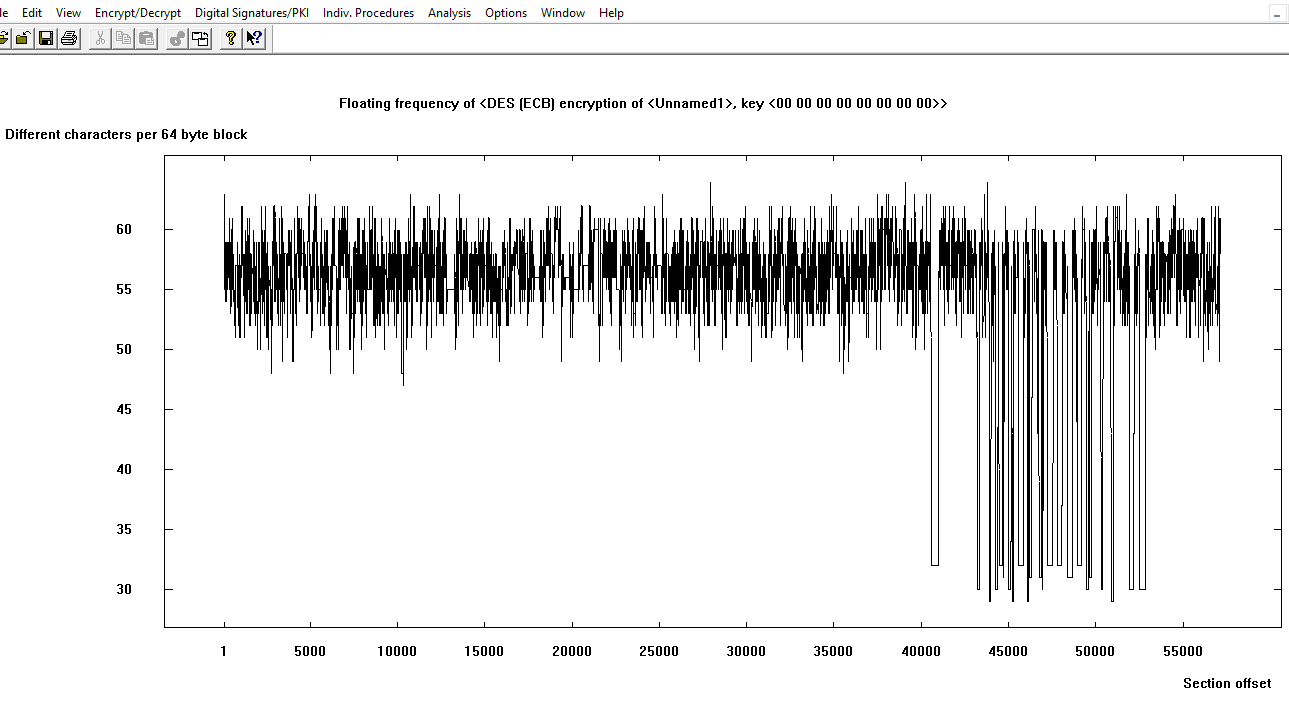 le Edit View Encrypt/Decrypt Digital Signatures/PKI Indiv. Procedures Analysis Options Window Help
Floating frequency of <DES (ECB) encryption of <Unnamed1>, key <00 00 00 00 00 00 00 00>>
Different characters per 64 byte block
60
55
50
45
40
35
30
1 5000 10000 15000 20000 25000 30000 35000 40000 45000 50000 55000
Section offset